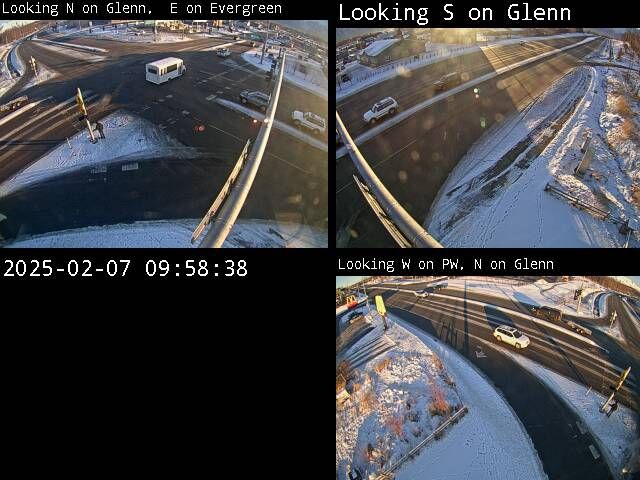 Looking N on Glenn,  E on Evergreen
Looking S on Glenn
2025-02-07 09:58:38
Looking W on PW, N on Glenn